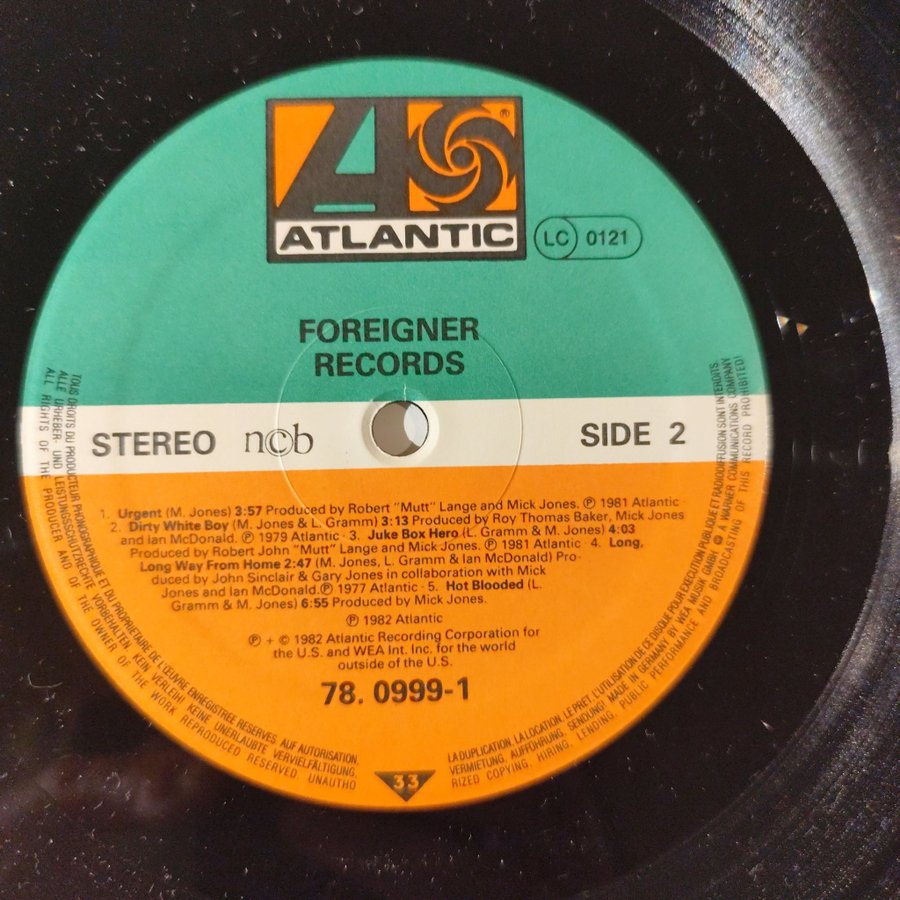 ATLANTIC
®
LC 0121
FOREIGNER
RECORDS
STEREO ncb SIDE 2
1. Urgent (M. Jones) 3:57 Produced by Robert "Mutt" Lange and Mick Jones. ℗ 1981 Atlantic ·
2. Dirty White Boy (M. Jones & L. Gramm) 3:13 Produced by Roy Thomas Baker, Mick Jones
and Ian McDonald. ℗ 1979 Atlantic · 3. Juke Box Hero (L. Gramm & M. Jones) 4:03
Produced by Robert John "Mutt" Lange and Mick Jones. ℗ 1981 Atlantic · 4. Long,
Long Way From Home 2:47 (M. Jones, L. Gramm & Ian McDonald) Pro-
duced by John Sinclair & Gary Jones in collaboration with Mick
Jones and Ian McDonald. ℗ 1977 Atlantic · 5. Hot Blooded (L.
Gramm & M. Jones) 6:55 Produced by Mick Jones.
℗ 1982 Atlantic
℗ + © 1982 Atlantic Recording Corporation for
the U.S. and WEA Int. Inc. for the world
outside of the U.S.
78. 0999-1
33
TOUS DROITS DU PRODUCTEUR PHONOGRAPHIQUE ET DU PROPRIETAIRE DE L'ŒUVRE ENREGISTREE RESERVES. AUF AUTORISATION,
ALLE URHEBER- UND LEISTUNGSSCHUTZRECHTE VORBEHALTEN. KEIN VERLEIH! KEINE UNERLAUBTE VERVIELFÄLTIGUNG,
ALL RIGHTS OF THE PRODUCER AND OF THE OWNER OF THE WORK REPRODUCED RESERVED. UNAUTHO
LA DUPLICATION, LA LOCATION, LE PRET, L'UTILISATION DE CE DISQUE POUR EXECUTION PUBLIQUE ET RADIODIFFUSION SONT INTERDITS.
VERMIETUNG, AUFFÜHRUNG, SENDUNG! MADE IN GERMANY BY WEA MUSIK GMBH A WARNER COMMUNICATIONS COMPANY
RIZED COPYING, HIRING, LENDING, PUBLIC PERFORMANCE AND BROADCASTING OF THIS RECORD PROHIBITED!